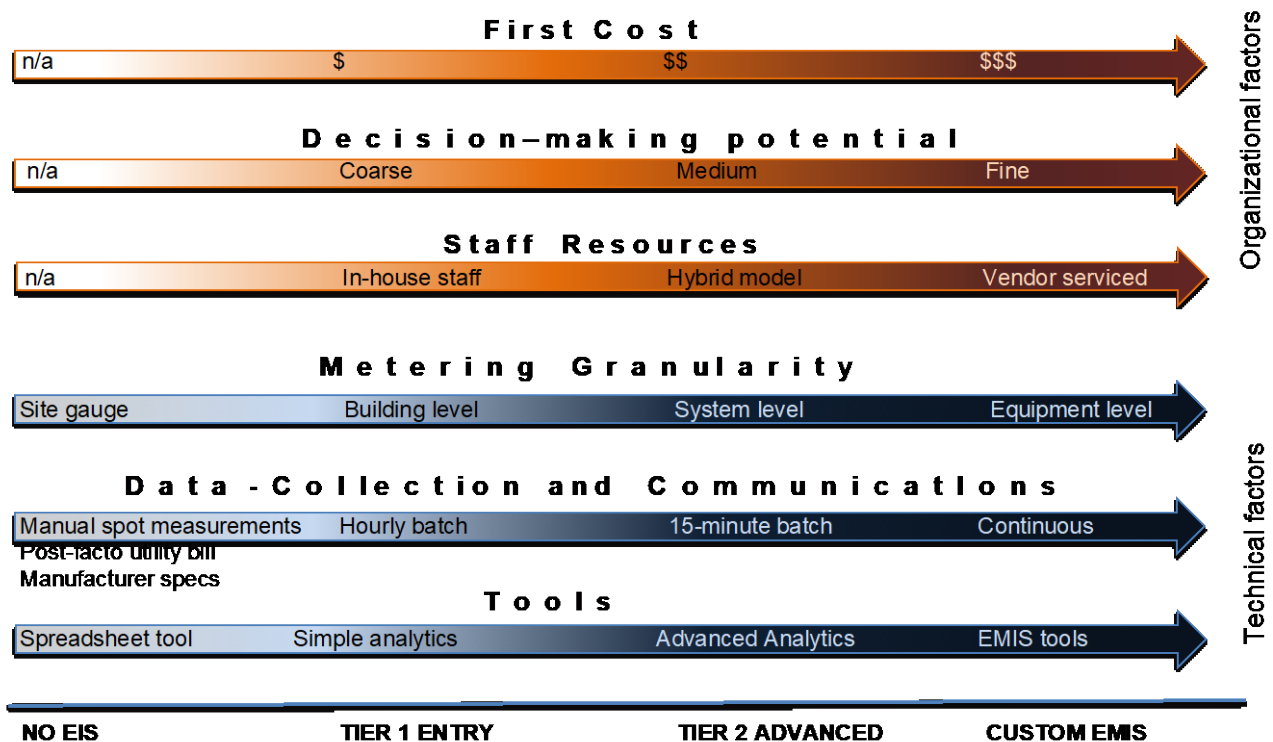 First Cost
n/a $ $$ $$$
Decision–making potential
n/a Coarse Medium Fine
Staff Resources
n/a In-house staff Hybrid model Vendor serviced
Organizational factors
Metering Granularity
Site gauge Building level System level Equipment level
Data -Collection and CommunicatIons
Manual spot measurements Hourly batch 15-minute batch Continuous
Post-facto utility bill
Manufacturer specs
Tools
Spreadsheet tool Simple analytics Advanced Analytics EMIS tools
Technical factors
NO EIS TIER 1 ENTRY TIER 2 ADVANCED CUSTOM EMIS